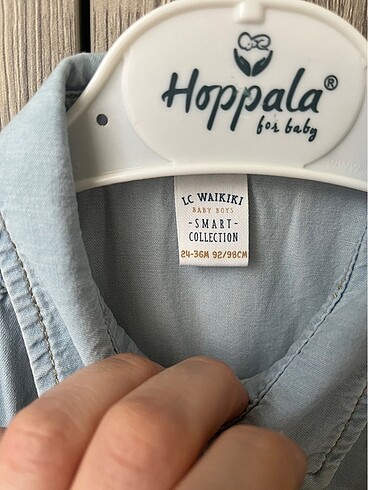 Hoppala®
for baby
LC WAIKIKI
BABY BOYS
-SMART-
COLLECTION
24-36M 92/98CM